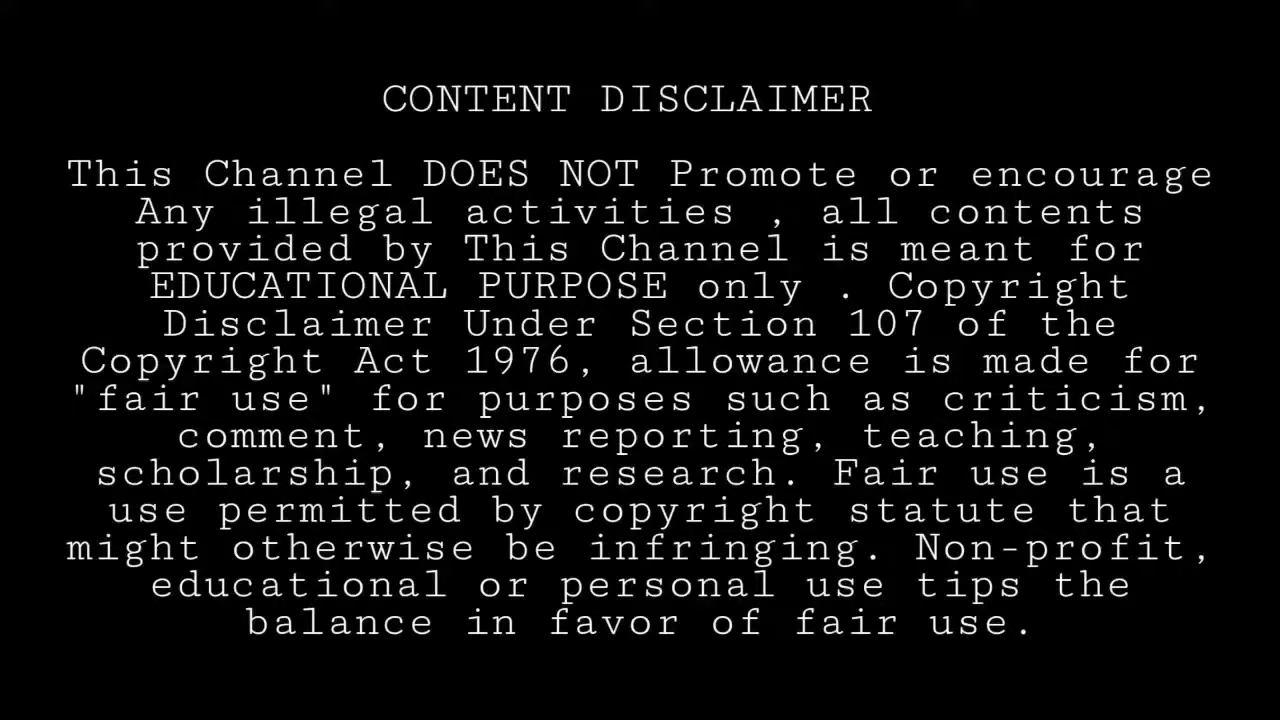 CONTENT DISCLAIMER
This Channel DOES NOT Promote or encourage
Any illegal activities , all contents
provided by This Channel is meant for
EDUCATIONAL PURPOSE only . Copyright
Disclaimer Under Section 107 of the
Copyright Act 1976, allowance is made for
"fair use" for purposes such as criticism,
comment, news reporting, teaching,
scholarship, and research. Fair use is a
use permitted by copyright statute that
might otherwise be infringing. Non-profit,
educational or personal use tips the
balance in favor of fair use.